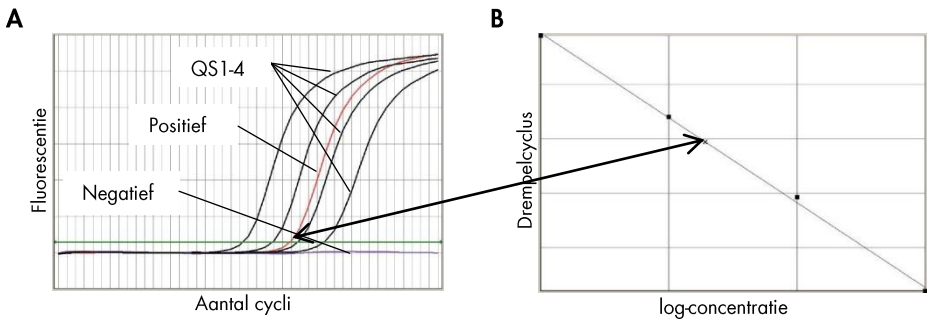 A
QS1-4
Positief
Negatief
Fluorescentie
Aantal cycli
B
Drempelcyclus
log-concentratie